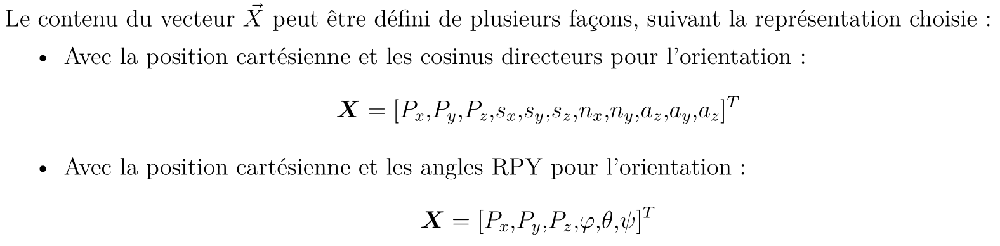 Le contenu du vecteur $\vec{X}$ peut être défini de plusieurs façons, suivant la représentation choisie :
• Avec la position cartésienne et les cosinus directeurs pour l'orientation :
$\boldsymbol{X} = [P_x, P_y, P_z, s_x, s_y, s_z, n_x, n_y, a_z, a_y, a_z]^T$
• Avec la position cartésienne et les angles RPY pour l'orientation :
$\boldsymbol{X} = [P_x, P_y, P_z, \varphi, \theta, \psi]^T$